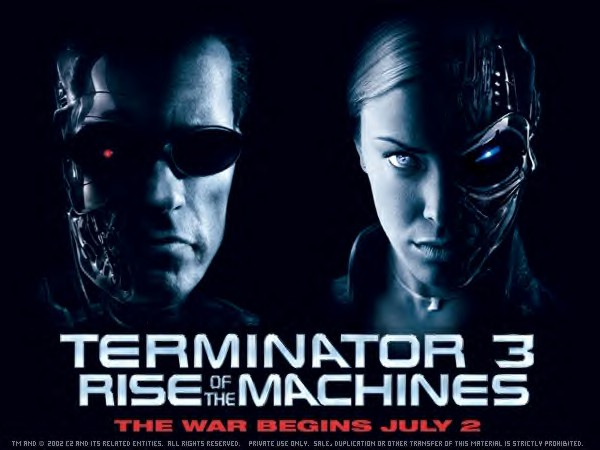 TERMINATOR 3
RISE OF THE MACHINES
THE WAR BEGINS JULY 2
TM AND © 2002 C2 AND ITS RELATED ENTITIES. ALL RIGHTS RESERVED. PRIVATE USE ONLY. SALE, DUPLICATION OR OTHER TRANSFER OF THIS MATERIAL IS STRICTLY PROHIBITED.